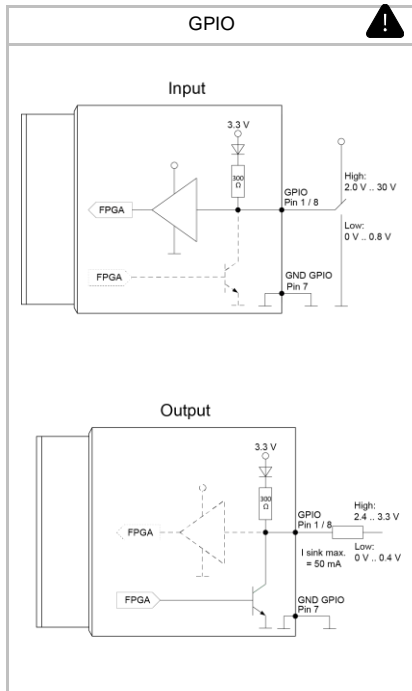 GPIO
!
Input
3.3 V
300
Ω
GPIO
Pin 1 / 8
High:
2.0 V .. 30 V
Low:
0 V .. 0.8 V
FPGA
FPGA
GND GPIO
Pin 7
Output
3.3 V
300
Ω
GPIO
Pin 1 / 8
High:
2.4 .. 3.3 V
FPGA
I sink max.
= 50 mA
Low:
0 V .. 0.4 V
FPGA
GND GPIO
Pin 7